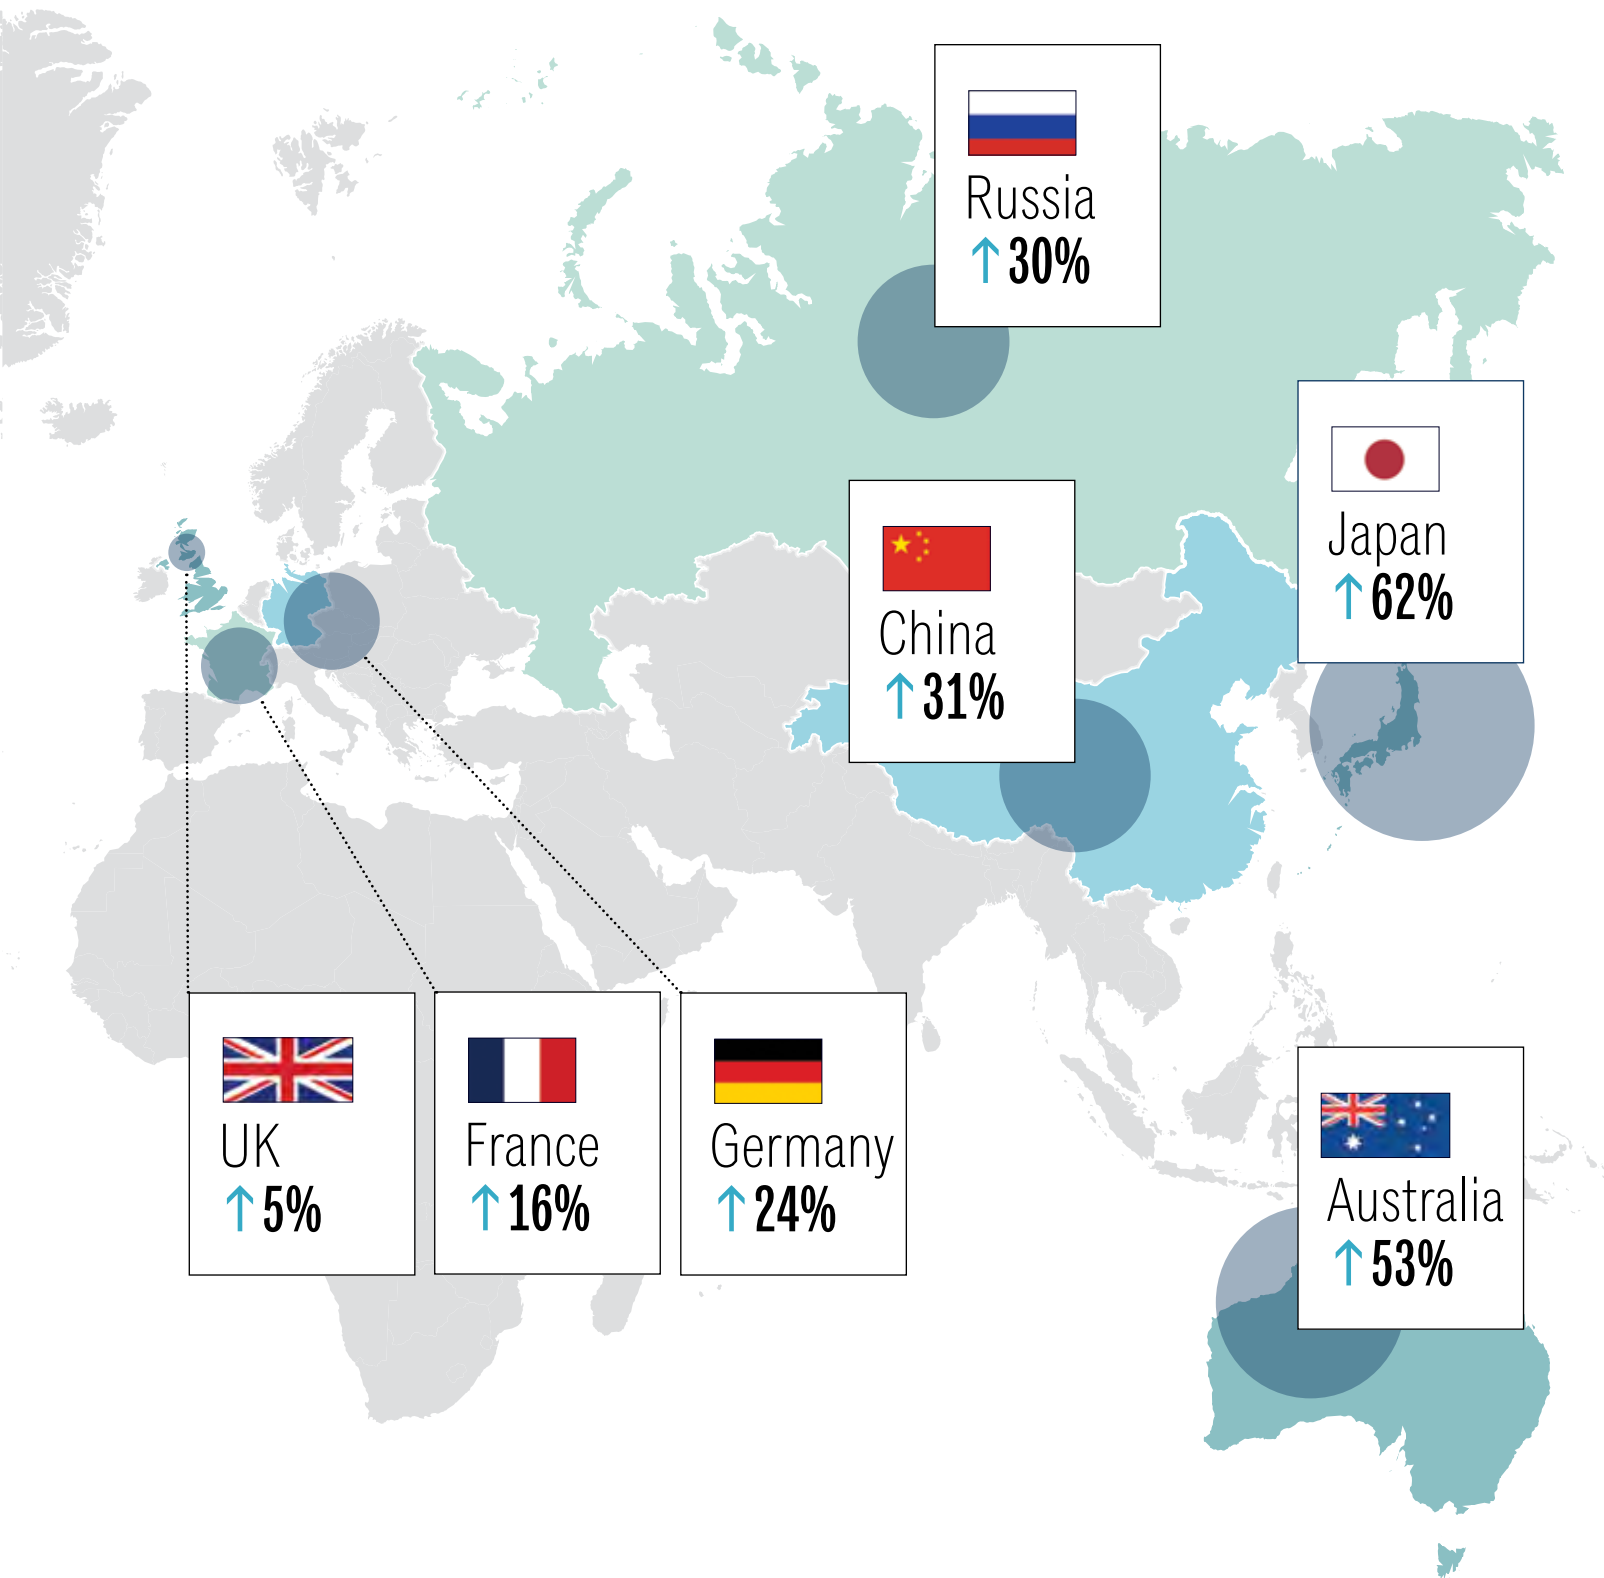 Russia
↑30%
Japan
↑62%
China
↑31%
UK
↑5%
France
↑16%
Germany
↑24%
Australia
↑53%